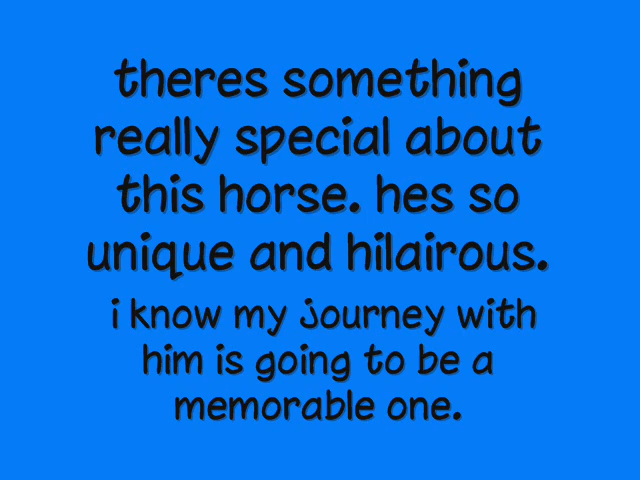 theres something
really special about
this horse. hes so
unique and hilairous.
i know my journey with
him is going to be a
memorable one.